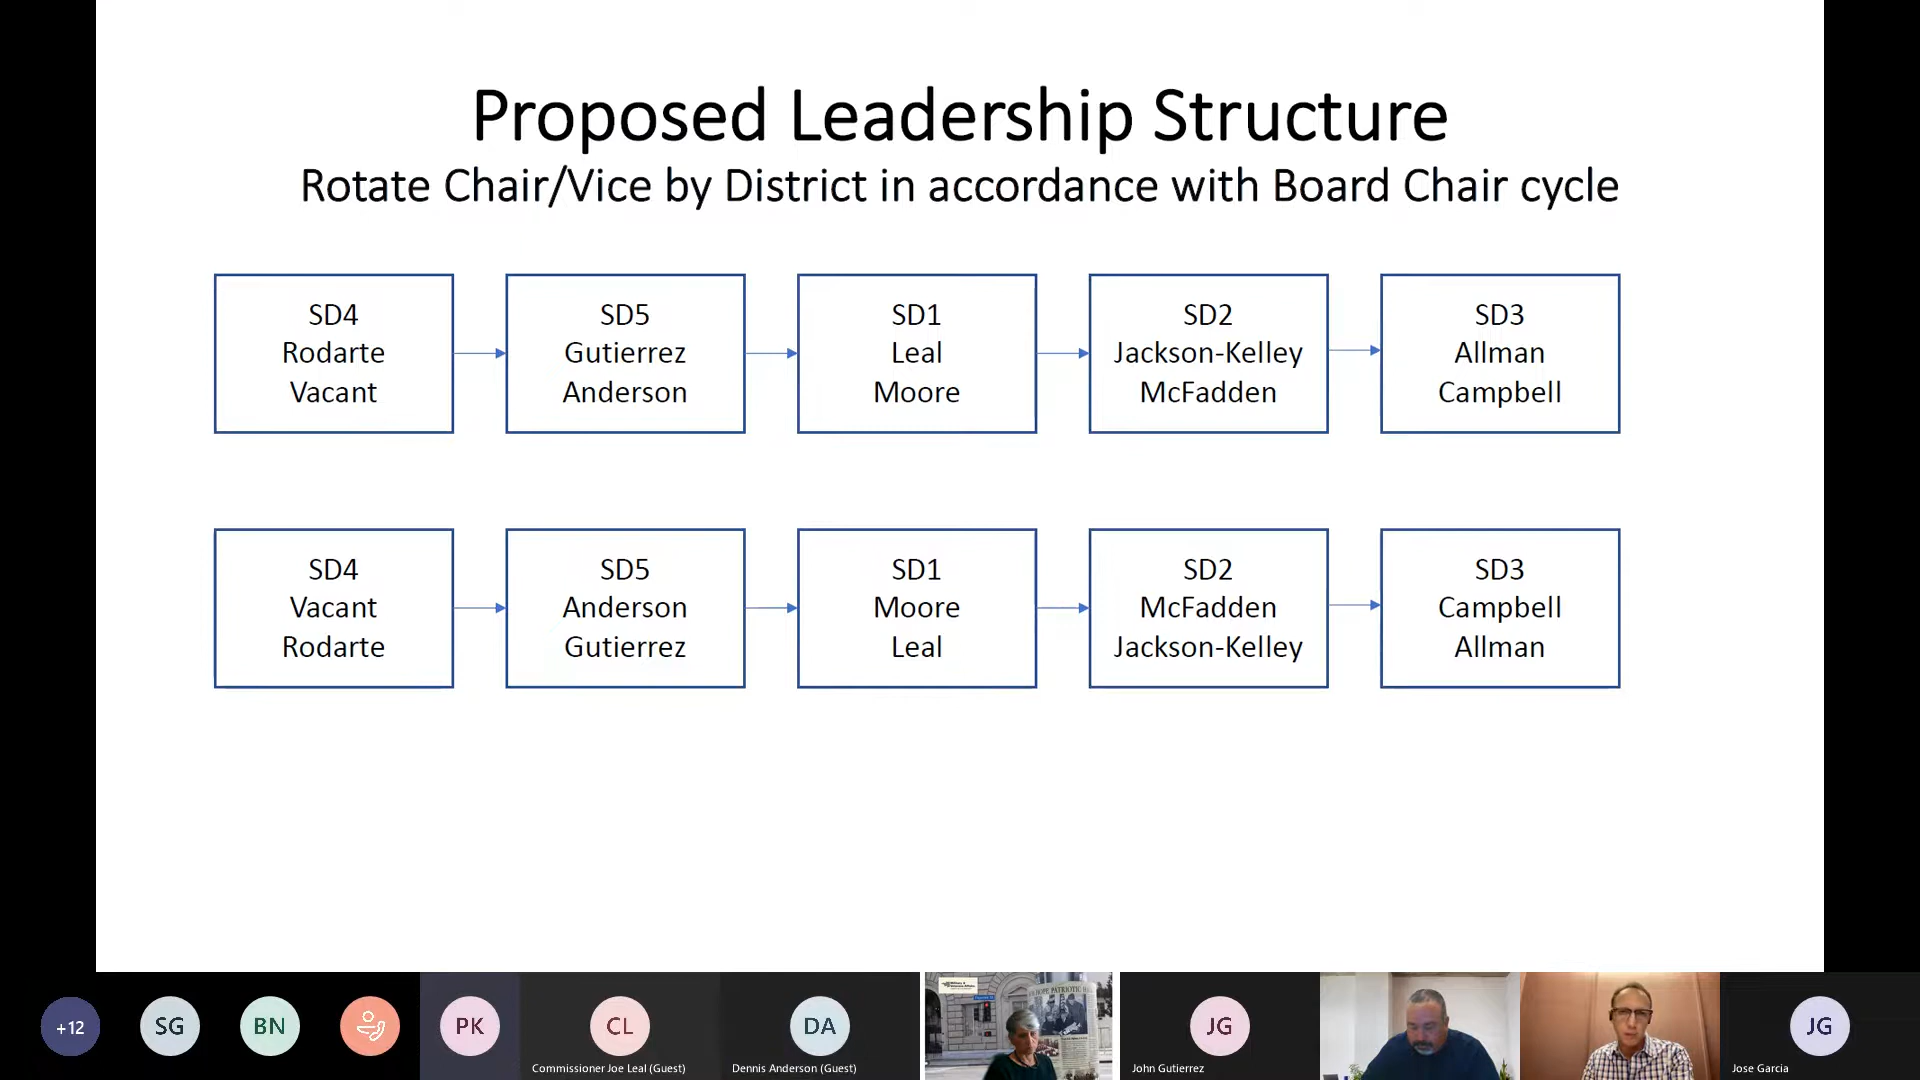 Proposed Leadership Structure
Rotate Chair/Vice by District in accordance with Board Chair cycle
SD4
Rodarte
Vacant
SD5
Gutierrez
Anderson
SD1
Leal
Moore
SD2
Jackson-Kelley
McFadden
SD3
Allman
Campbell
SD4
Vacant
Rodarte
SD5
Anderson
Gutierrez
SD1
Moore
Leal
SD2
McFadden
Jackson-Kelley
SD3
Campbell
Allman
+12
SG
BN
PK
CL
Commissioner Joe Leal (Guest)
DA
Dennis Anderson (Guest)
HOPE PATRIOTIC
JG
John Gutierrez
JG
Jose Garcia